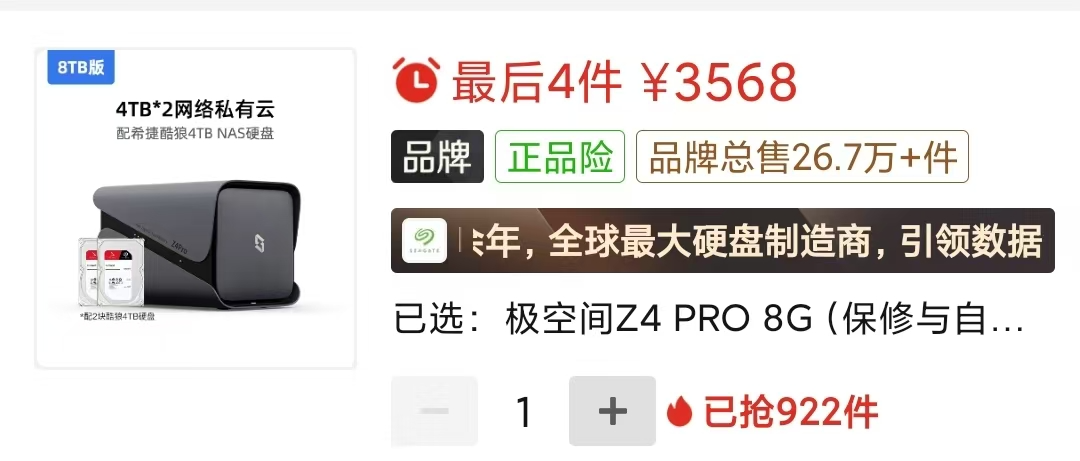 8TB版
4TB*2网络私有云
配希捷酷狼4TB NAS硬盘
Z4Pro
*配2块酷狼4TB硬盘
最后4件 ¥3568
品牌 正品险 品牌总售26.7万+件
SEAGATE 年，全球最大硬盘制造商，引领数据
已选：极空间Z4 PRO 8G（保修与自...
1 已抢922件